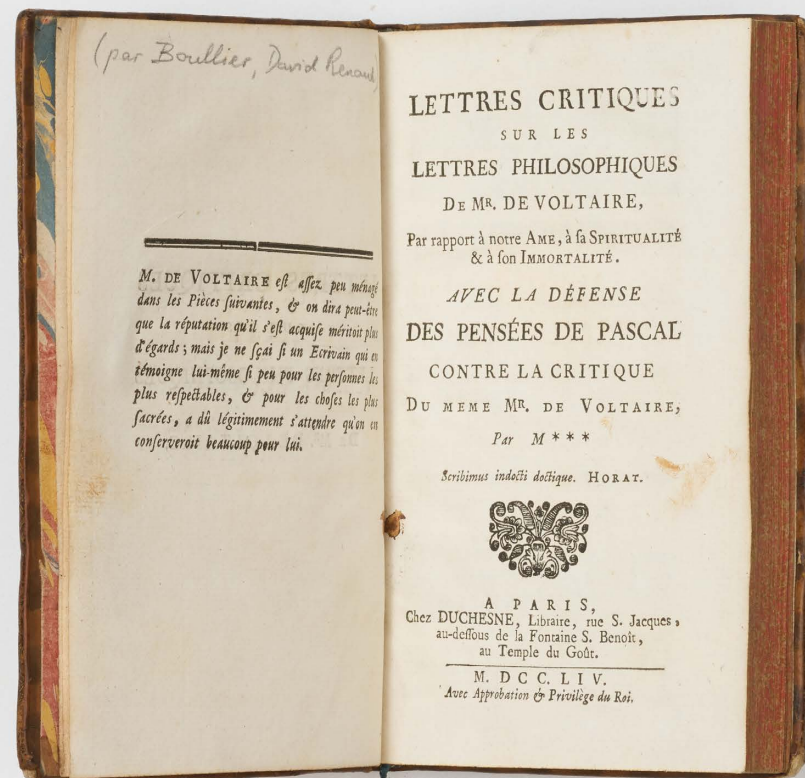 (par Boullier, David Renaud,
M. DE VOLTAIRE eſt aſſez peu ménagé
dans les Pièces ſuivantes, & on dira peut-être
que la réputation qu'il s'eſt acquiſe méritoit plus
d'égards ; mais je ne ſçai ſi un Ecrivain qui en
témoigne lui-même ſi peu pour les perſonnes les
plus reſpectables, & pour les choſes les plus
ſacrées, a dû légitimement s'attendre qu'on en
conſerveroit beaucoup pour lui.
LETTRES CRITIQUES
SUR LES
LETTRES PHILOSOPHIQUES
DE MR. DE VOLTAIRE,
Par rapport à notre AME, à ſa SPIRITUALITÉ
& à ſon IMMORTALITÉ.
AVEC LA DÉFENSE
DES PENSÉES DE PASCAL
CONTRE LA CRITIQUE
DU MEME MR. DE VOLTAIRE,
Par M***
Scribimus indocti doctique. HORAT.
A PARIS,
Chez DUCHESNE, Libraire, rue S. Jacques,
au-deſſous de la Fontaine S. Benoît,
au Temple du Goût.
M. DCC. LIV.
Avec Approbation & Privilège du Roi.